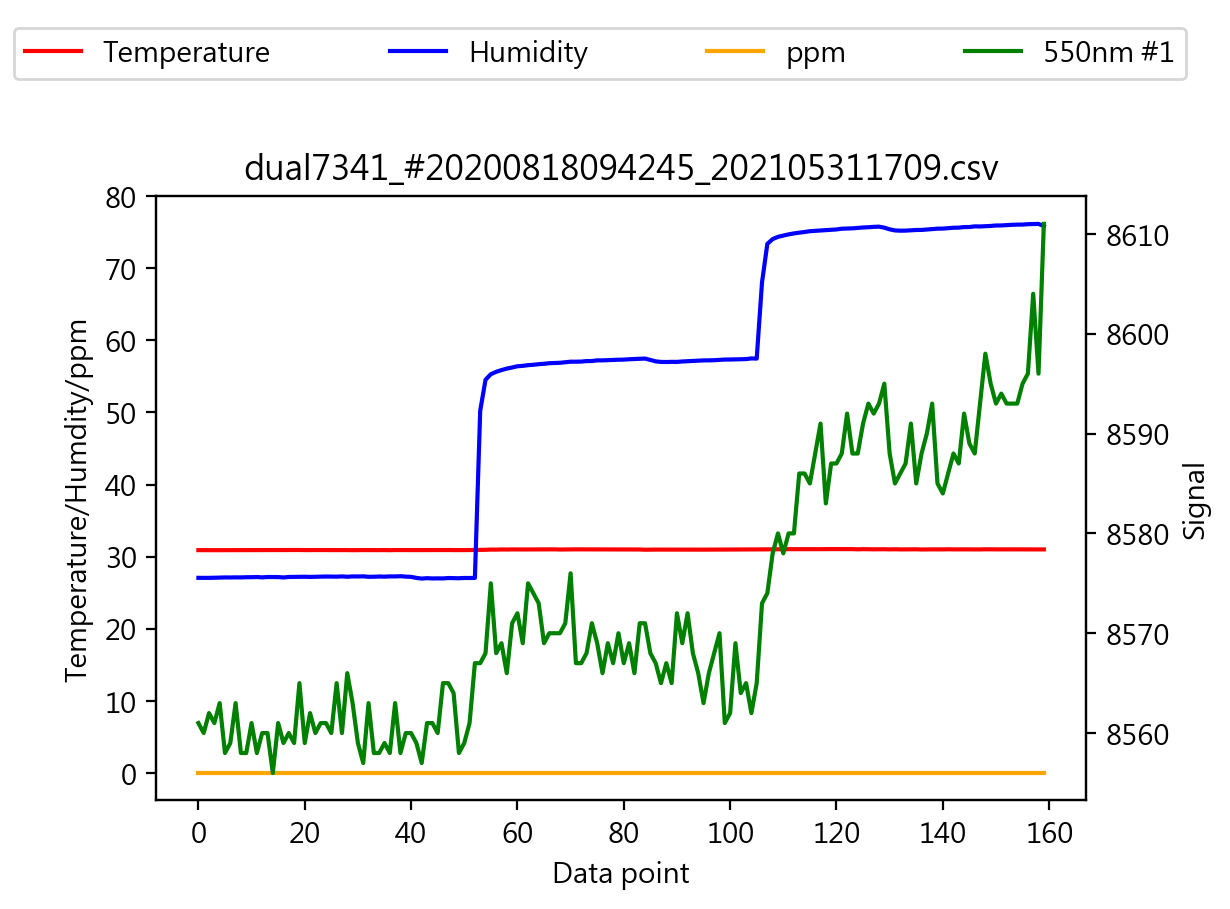 Temperature Humidity ppm 550nm #1
dual7341_#20200818094245_202105311709.csv
80
70
60
50
40
30
20
10
0
Temperature/Humdity/ppm
8610
8600
8590
8580
8570
8560
Signal
0 20 40 60 80 100 120 140 160
Data point